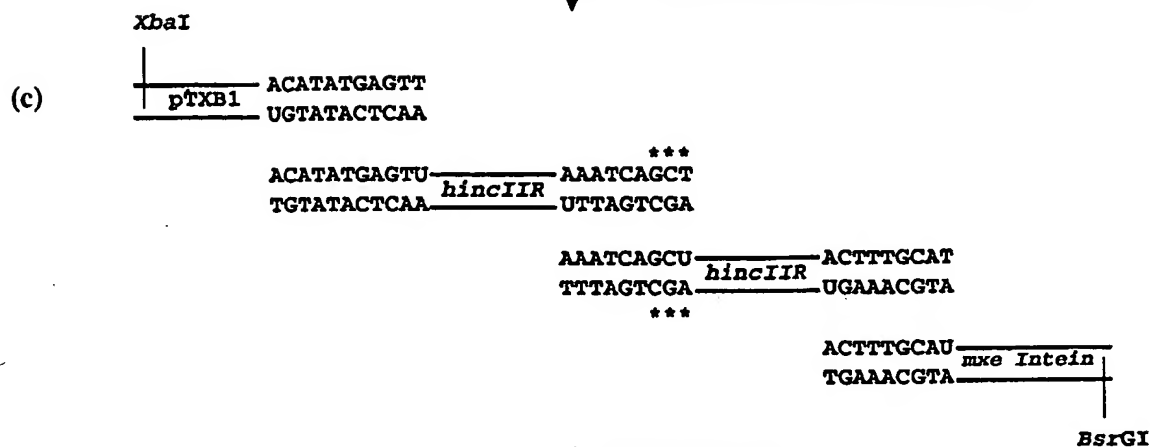 XbaI
(c)
ACATATGAGTT
pTXB1
UGTATACTCAA
***
ACATATGAGTU AAATCAGCT
hincIIR
TGTATACTCAA UTTAGTCGA
AAATCAGCU ACTTTGCAT
hincIIR
TTTAGTCGA UGAAACGTA
***
ACTTTGCAU
mxe Intein
TGAAACGTA
BsrGI